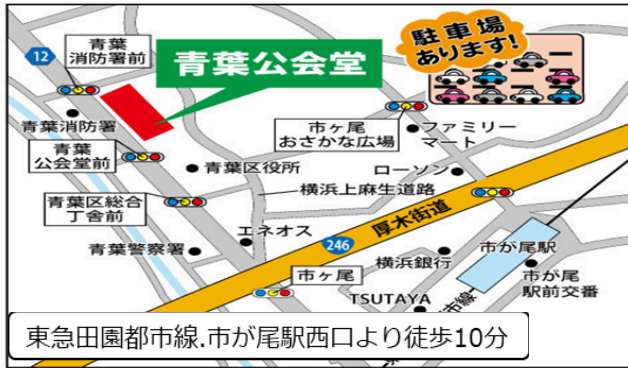 12
青葉
消防署前
青葉公会堂
駐車場
あります!
青葉消防署
市ヶ尾
おさかな広場
ファミリー
マート
青葉
公会堂前
青葉区役所
ローソン
横浜上麻生道路
青葉区総合
丁舎前
厚木街道
エネオス
246
青葉警察署
横浜銀行
市が尾駅
市ヶ尾
市が尾
駅前交番
TSUTAYA
市線
東急田園都市線.市が尾駅西口より徒歩10分